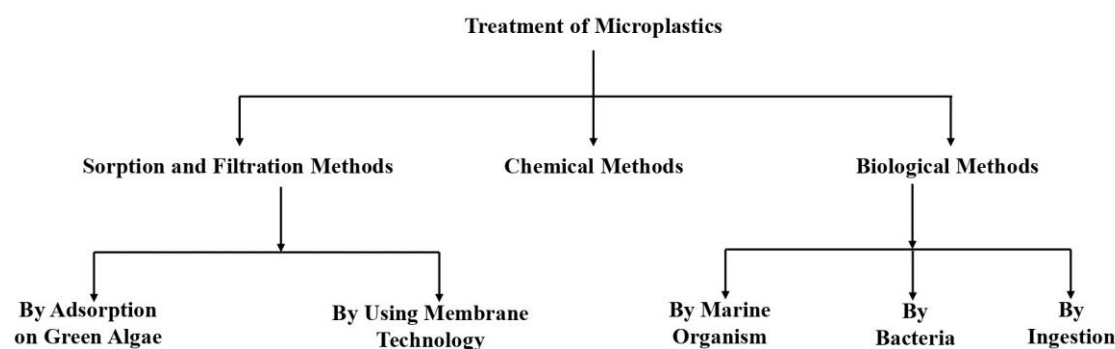 Treatment of Microplastics
Sorption and Filtration Methods
Chemical Methods
Biological Methods
By Adsorption
on Green Algae
By Using Membrane
Technology
By Marine
Organism
By
Bacteria
By
Ingestion